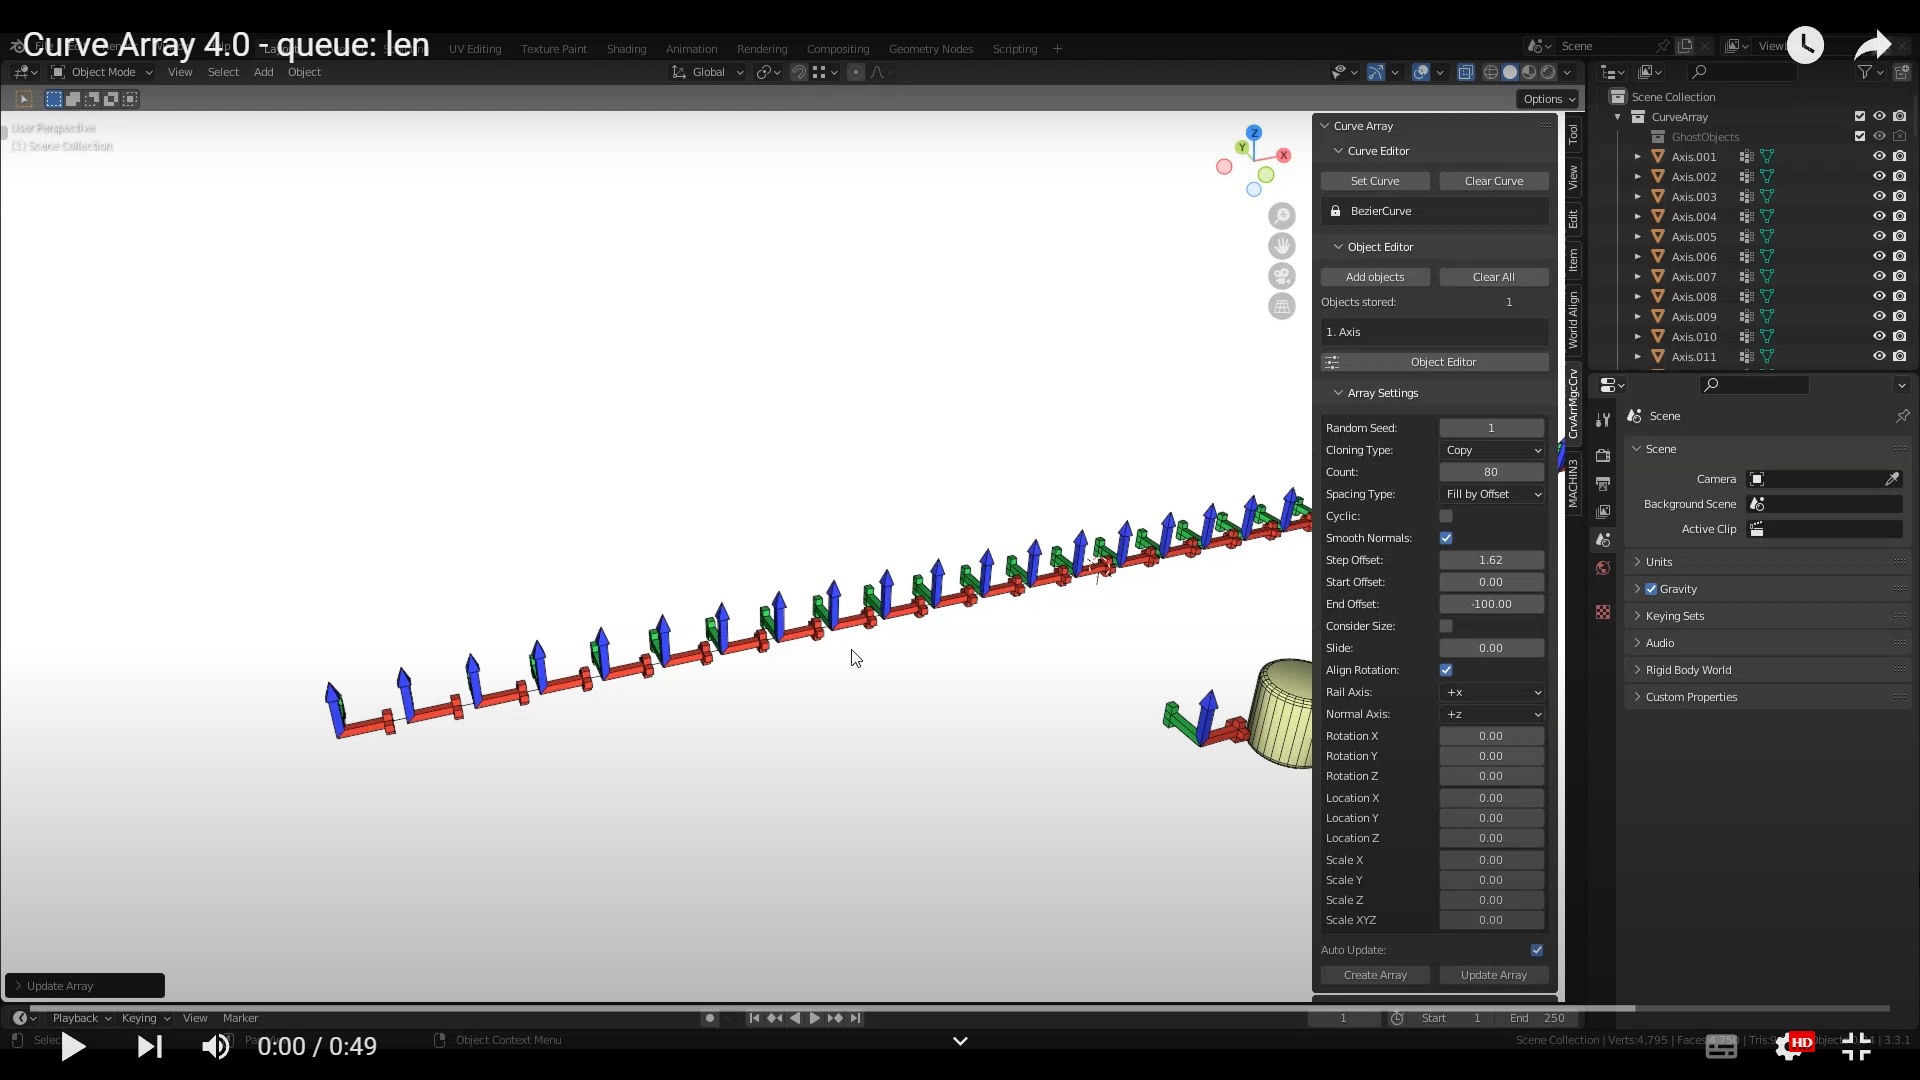 Curve Array 4.0 - queue: len
UV Editing Texture Paint Shading Animation Rendering Compositing Geometry Nodes Scripting +
Scene
Object Mode View Select Add Object
Global
Options
User Perspective
(1) Scene Collection
Z
Y
X
Curve Array
Curve Editor
Set Curve Clear Curve
BezierCurve
Object Editor
Add objects Clear All
Objects stored: 1
1. Axis
Object Editor
Array Settings
Random Seed: 1
Cloning Type: Copy
Count: 80
Spacing Type: Fill by Offset
Cyclic:
Smooth Normals:
Step Offset: 1.62
Start Offset: 0.00
End Offset: -100.00
Consider Size:
Slide: 0.00
Align Rotation:
Rail Axis: +x
Normal Axis: +z
Rotation X 0.00
Rotation Y 0.00
Rotation Z 0.00
Location X 0.00
Location Y 0.00
Location Z 0.00
Scale X 0.00
Scale Y 0.00
Scale Z 0.00
Scale XYZ 0.00
Auto Update:
Create Array Update Array
Tool
View
Edit
Item
World Align
CrvArrMgcCrv
MACHIN3
Scene Collection
CurveArray
GhostObjects
Axis.001
Axis.002
Axis.003
Axis.004
Axis.005
Axis.006
Axis.007
Axis.008
Axis.009
Axis.010
Axis.011
Scene
Scene
Camera
Background Scene
Active Clip
Units
Gravity
Keying Sets
Audio
Rigid Body World
Custom Properties
Update Array
Playback Keying View Marker
1 Start 1 End 250
0:00 / 0:49
Object Context Menu
Scene Collection | Verts:4,795 | Faces
3.3.1
HD